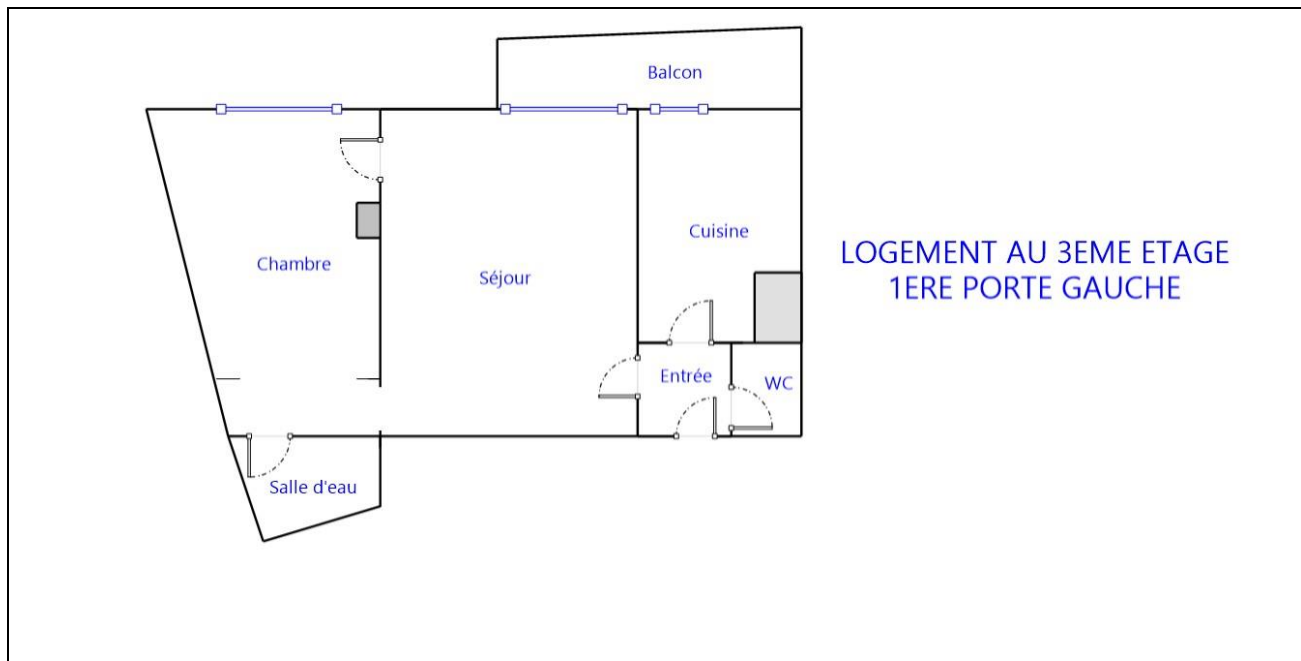 Balcon
Cuisine
Chambre
Séjour
LOGEMENT AU 3EME ETAGE
1ERE PORTE GAUCHE
Entrée
WC
Salle d'eau